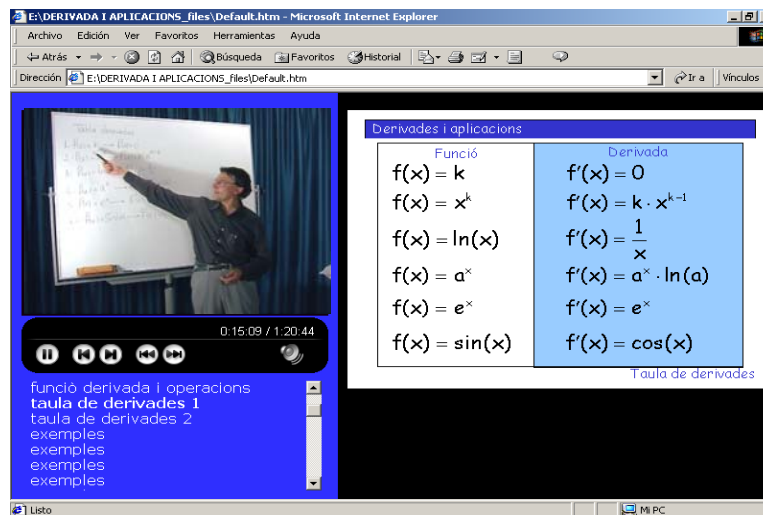 E:\DERIVADA I APLICACIONS_files\Default.htm - Microsoft Internet Explorer
Archivo Edición Ver Favoritos Herramientas Ayuda
Atrás Búsqueda Favoritos Historial
Dirección E:\DERIVADA I APLICACIONS_files\Default.htm Ir a Vínculos
Tabla derivadas
0:15:09 / 1:20:44
funciò derivada i operacions
taula de derivades 1
taula de derivades 2
exemples
exemples
exemples
exemples
Derivades i aplicacions
Funció Derivada
f(x) = k f′(x) = 0
f(x) = x^k f′(x) = k · x^(k−1)
f(x) = ln(x) f′(x) = 1/x
f(x) = a^x f′(x) = a^x · ln(a)
f(x) = e^x f′(x) = e^x
f(x) = sin(x) f′(x) = cos(x)
Taula de derivades
Listo Mi PC